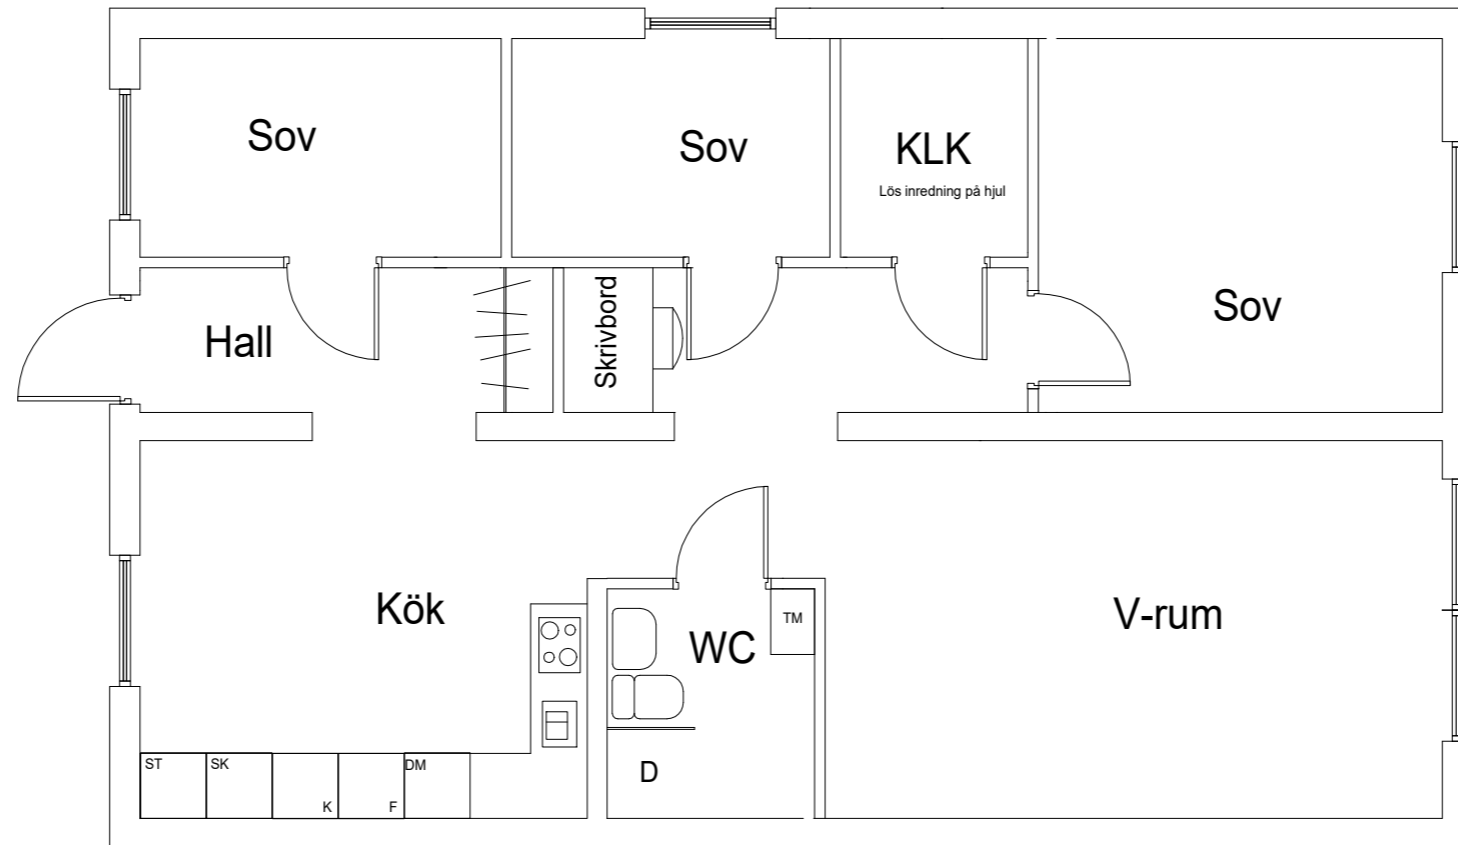 Sov
Sov
KLK
Lös inredning på hjul
Sov
Hall
Skrivbord
Kök
WC
TM
V-rum
ST
SK
K
F
DM
D